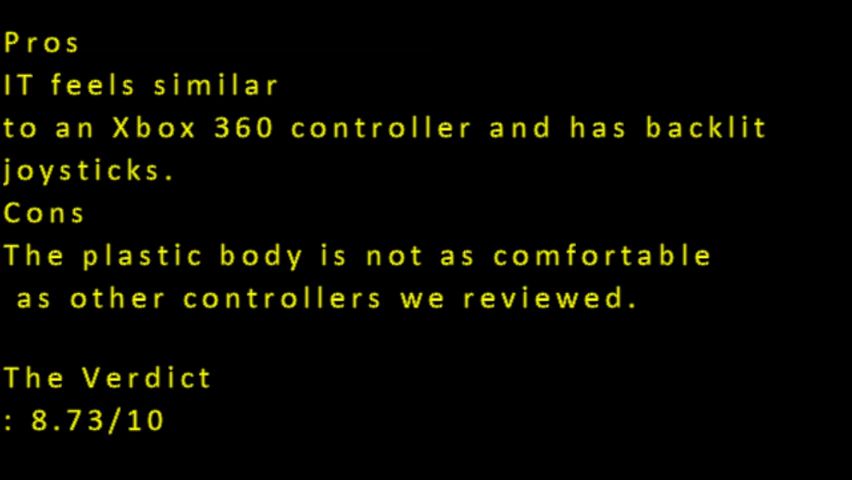 Pros
IT feels similar
to an Xbox 360 controller and has backlit
joysticks.
Cons
The plastic body is not as comfortable
as other controllers we reviewed.
The Verdict
: 8.73/10